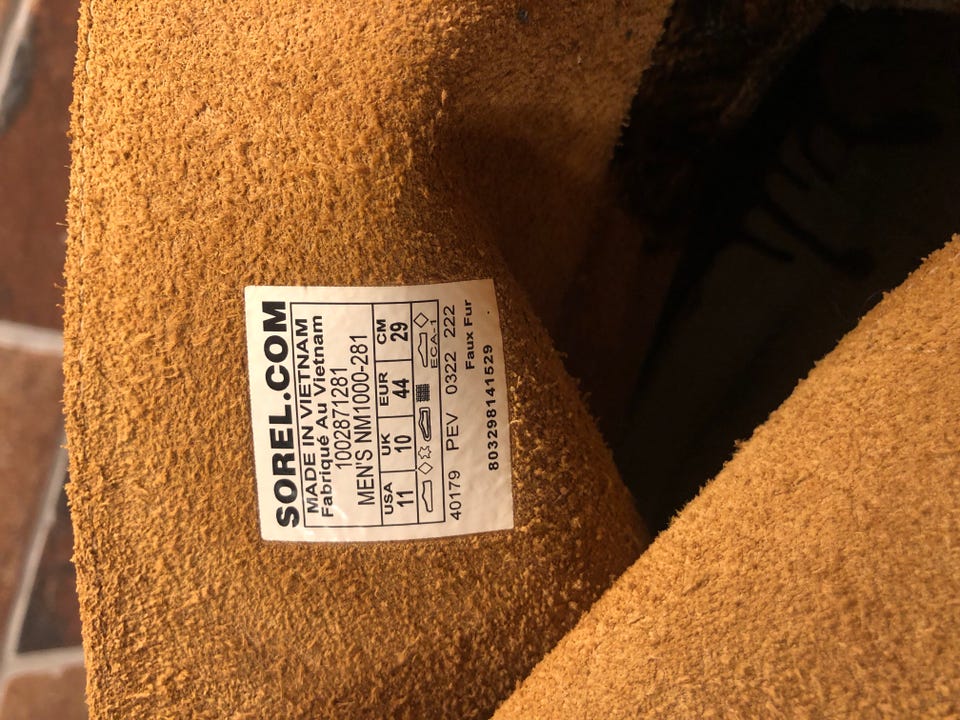 SOREL.COM
MADE IN VIETNAM
Fabriqué Au Vietnam
1002871281
MEN'S NM1000-281
USA UK EUR CM
11 10 44 29
ECA-1
40179 PEV 0322 222
Faux Fur
803298141529